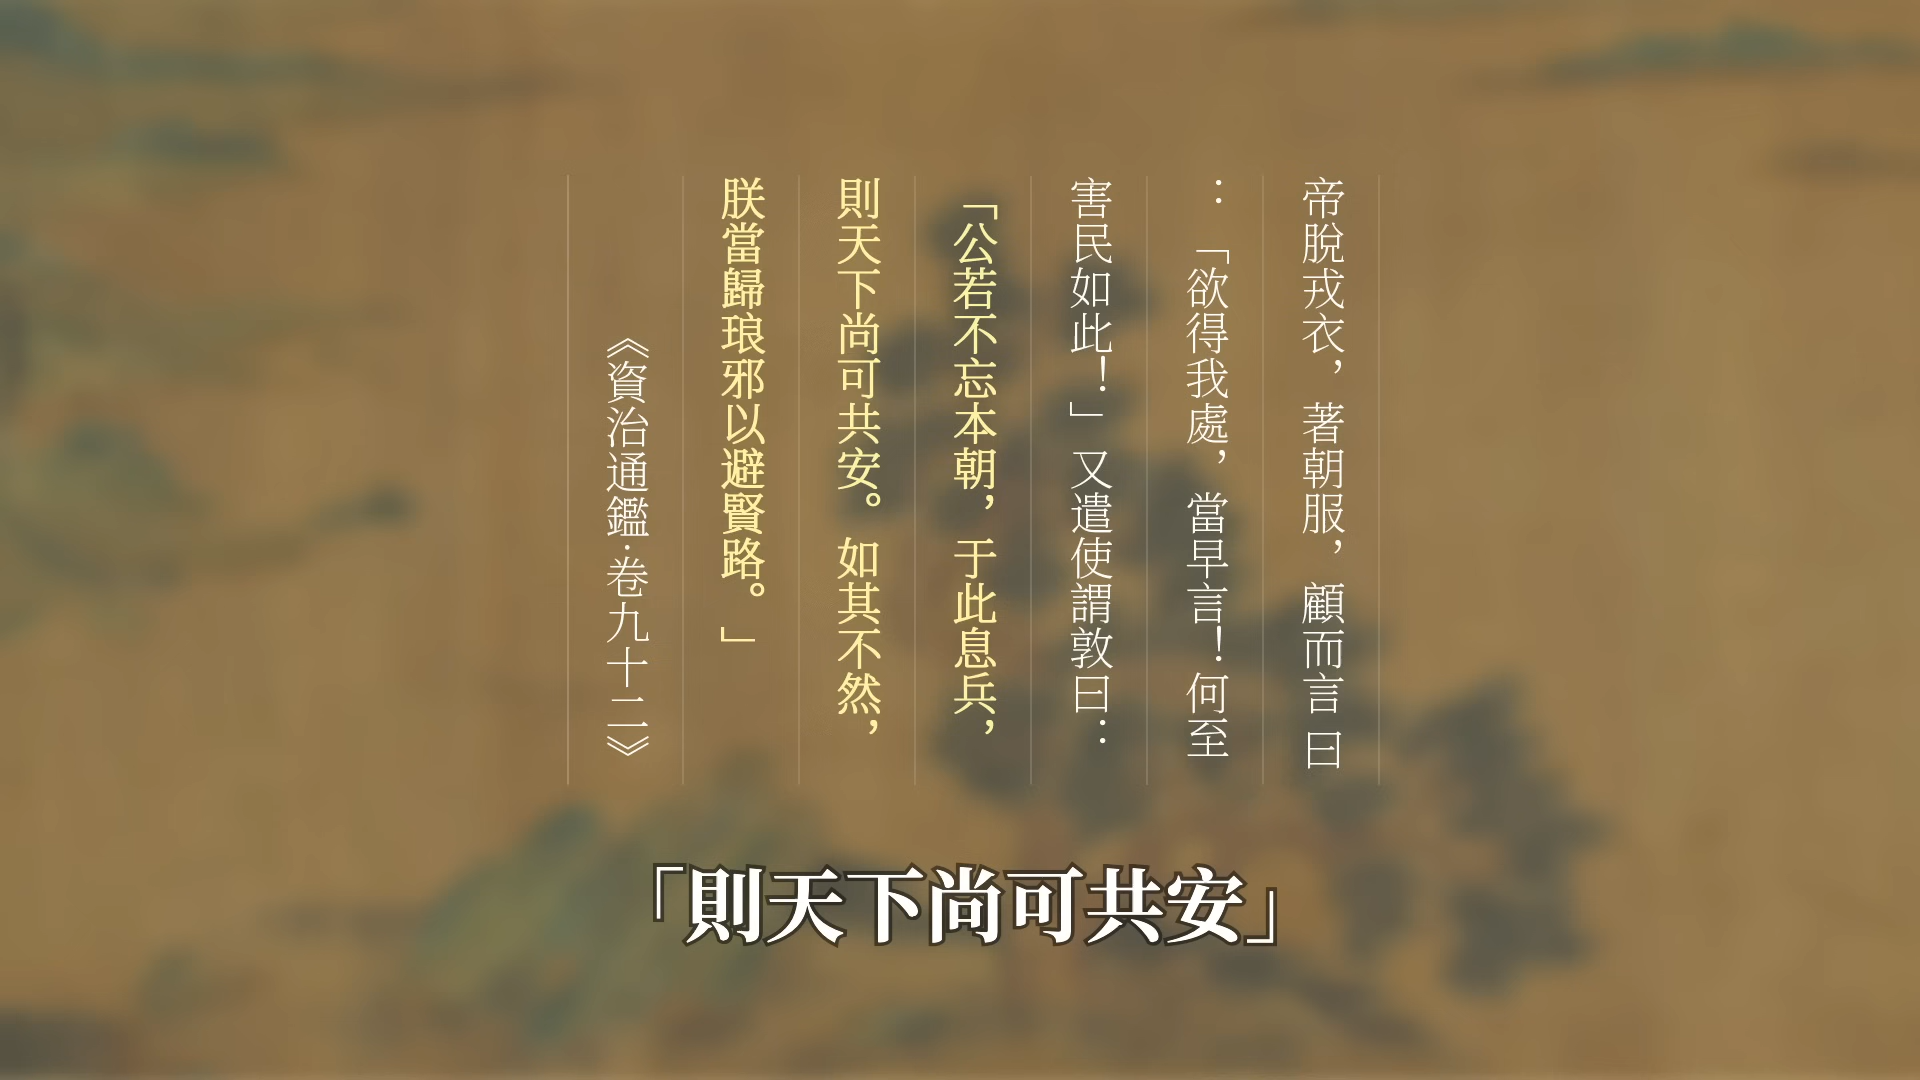 帝脫戎衣，著朝服，顧而言曰
：「欲得我處，當早言！何至
害民如此！」又遣使謂敦曰：
「公若不忘本朝，于此息兵，
則天下尚可共安。如其不然，
朕當歸琅邪以避賢路。」
《資治通鑑·卷九十二》
「則天下尚可共安」